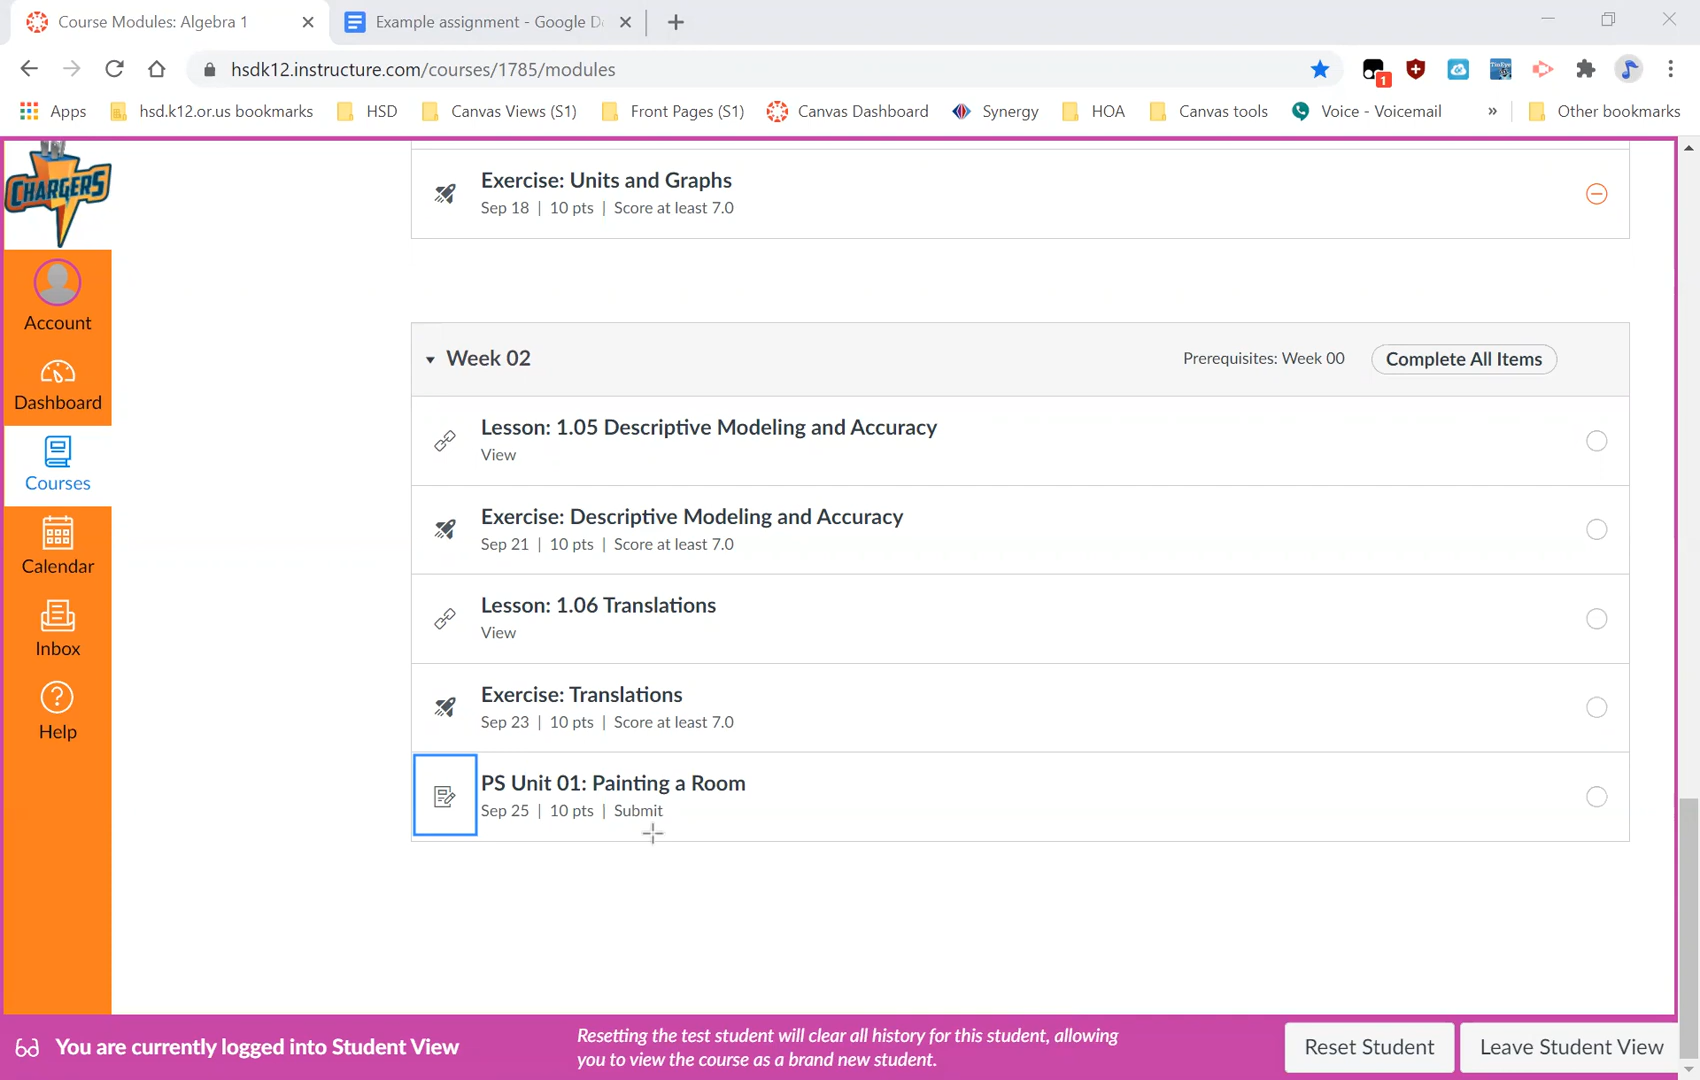 Course Modules: Algebra 1
Example assignment - Google D
hsdk12.instructure.com/courses/1785/modules
1
Apps
hsd.k12.or.us bookmarks
HSD
Canvas Views (S1)
Front Pages (S1)
Canvas Dashboard
Synergy
HOA
Canvas tools
Voice - Voicemail
»
Other bookmarks
CHARGERS
Account
Dashboard
Courses
Calendar
Inbox
Help
Exercise: Units and Graphs
Sep 18 | 10 pts | Score at least 7.0
Week 02
Prerequisites: Week 00
Complete All Items
Lesson: 1.05 Descriptive Modeling and Accuracy
View
Exercise: Descriptive Modeling and Accuracy
Sep 21 | 10 pts | Score at least 7.0
Lesson: 1.06 Translations
View
Exercise: Translations
Sep 23 | 10 pts | Score at least 7.0
PS Unit 01: Painting a Room
Sep 25 | 10 pts | Submit
You are currently logged into Student View
Resetting the test student will clear all history for this student, allowing
you to view the course as a brand new student.
Reset Student
Leave Student View